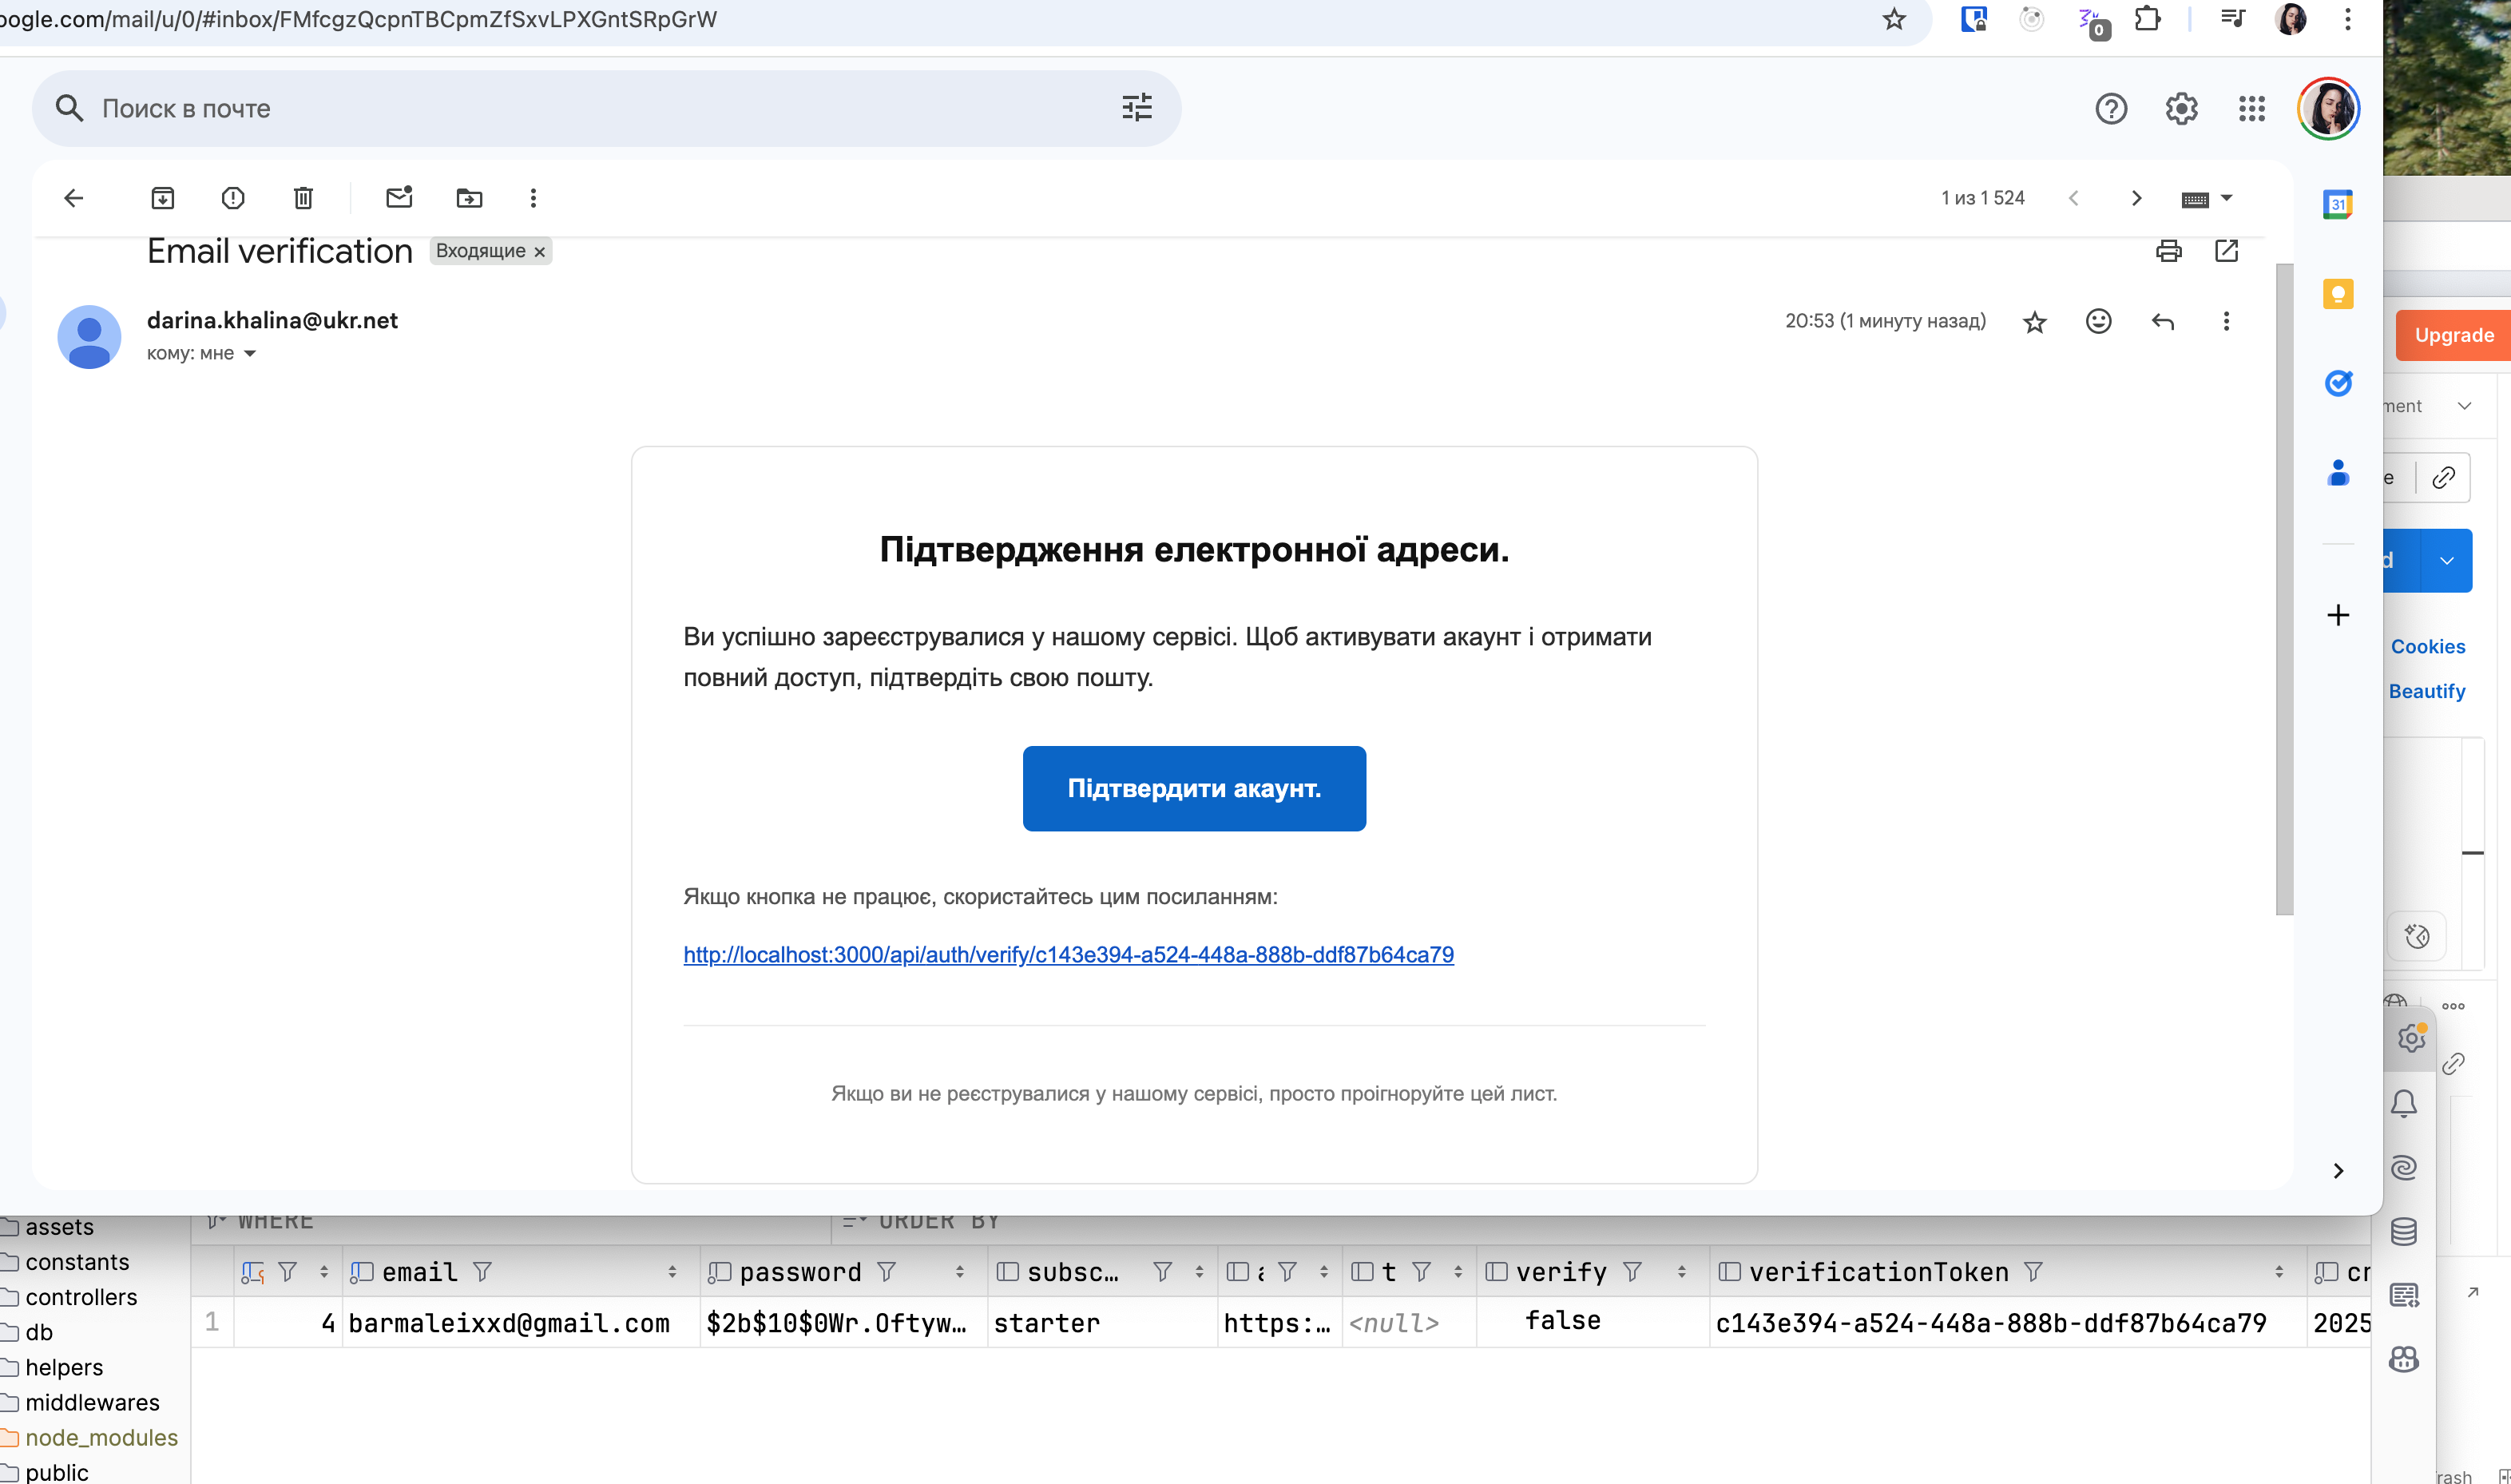 oogle.com/mail/u/0/#inbox/FMfcgzQcpnTBCpmZfSxvLPXGntSRpGrW
0
Поиск в почте
1 из 1 524
31
Email verification Входящие ×
darina.khalina@ukr.net
20:53 (1 минуту назад)
кому: мне
Upgrade
ment
e
d
Підтвердження електронної адреси.
Ви успішно зареєструвалися у нашому сервісі. Щоб активувати акаунт і отримати
повний доступ, підтвердіть свою пошту.
Cookies
Beautify
Підтвердити акаунт.
Якщо кнопка не працює, скористайтесь цим посиланням:
http://localhost:3000/api/auth/verify/c143e394-a524-448a-888b-ddf87b64ca79
Якщо ви не реєструвалися у нашому сервісі, просто проігноруйте цей лист.
assets
constants
controllers
db
helpers
middlewares
node_modules
public
WHERE
ORDER BY
email password subsc… t verify verificationToken cr
1 4 barmaleixxd@gmail.com $2b$10$0Wr.Oftyw… starter https:… <null> false c143e394-a524-448a-888b-ddf87b64ca79 2025
rash